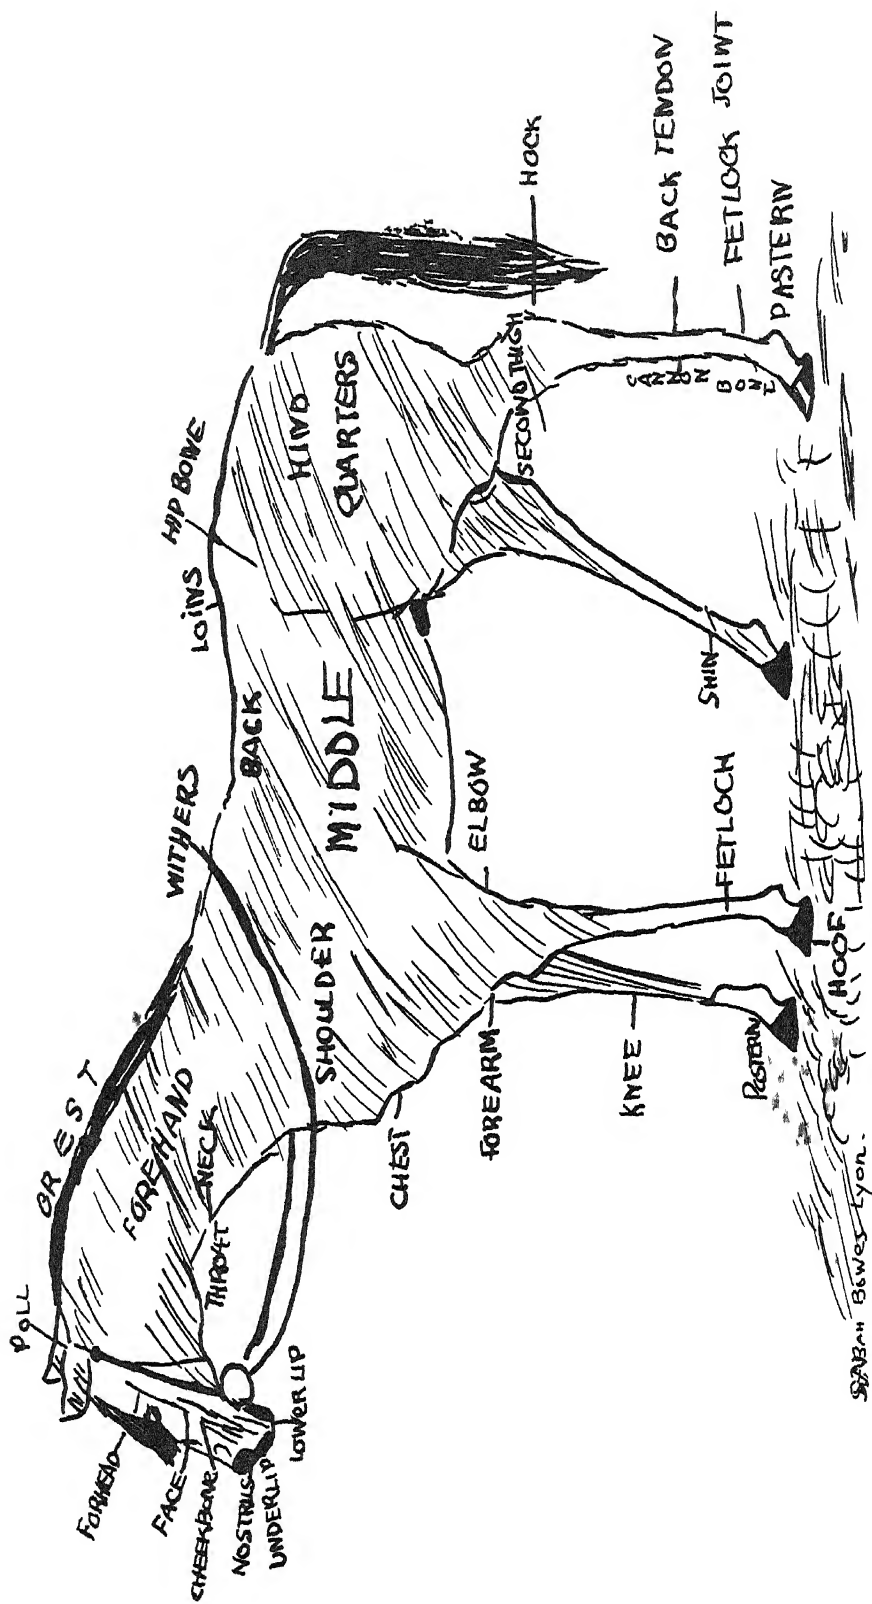 POLL
CREST
WITHERS
LOINS
HIP BONE
FORHEAD
FACE
CHEEKBONE
NOSTRILS
UNDERLIP
LOWER LIP
THROAT
NECK
FOREHAND
SHOULDER
BACK
MIDDLE
HIND
QUARTERS
CHEST
FOREARM
KNEE
PASTERN
HOOF
ELBOW
FETLOCH
SHIN
SECOND THIGH
CANNON
BONE
HOCK
BACK TENDON
FETLOCK JOINT
PASTERN
SARAH Bowes Lyon.